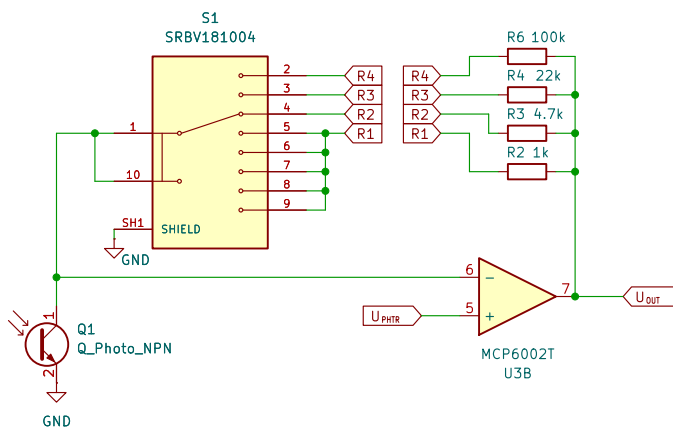 S1
SRBV181004
1
10
SH1
SHIELD
GND
2
3
4
5
6
7
8
9
R4
R3
R2
R1
R4
R3
R2
R1
R6 100k
R4 22k
R3 4.7k
R2 1k
6
−
5
+
7
U_PHTR
U_OUT
MCP6002T
U3B
1
2
Q1
Q_Photo_NPN
GND